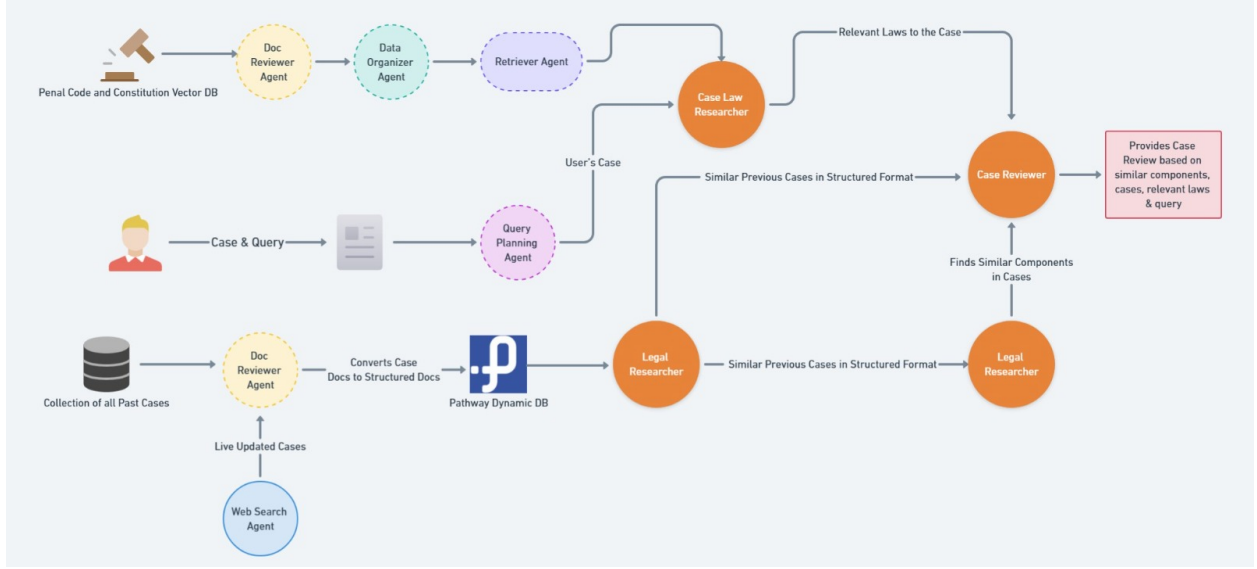 Doc
Reviewer
Agent
Data
Organizer
Agent
Retriever Agent
Penal Code and Constitution Vector DB
Case Law
Researcher
Relevant Laws to the Case
User's Case
Similar Previous Cases in Structured Format
Case Reviewer
Provides Case
Review based on
similar components,
cases, relevant laws
& query
Case & Query
Query
Planning
Agent
Finds Similar Components
in Cases
Collection of all Past Cases
Doc
Reviewer
Agent
Converts Case
Docs to Structured Docs
Pathway Dynamic DB
Legal
Researcher
Similar Previous Cases in Structured Format
Legal
Researcher
Live Updated Cases
Web Search
Agent